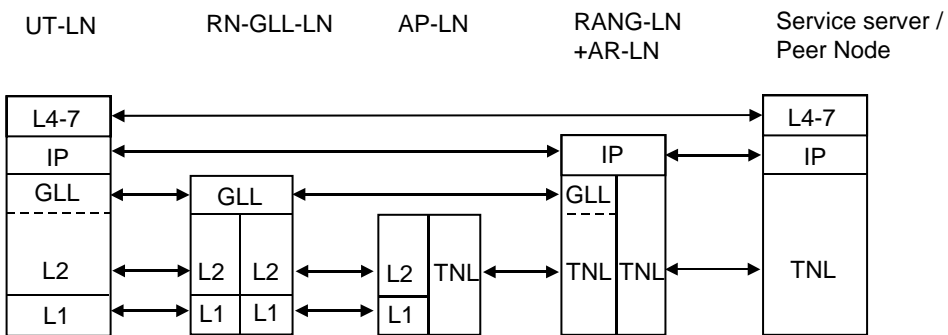 UT-LN RN-GLL-LN AP-LN RANG-LN Service server /
+AR-LN Peer Node
L4-7 L4-7
IP IP IP
GLL GLL GLL
L2 L2 L2 L2 TNL TNL TNL TNL
L1 L1 L1 L1